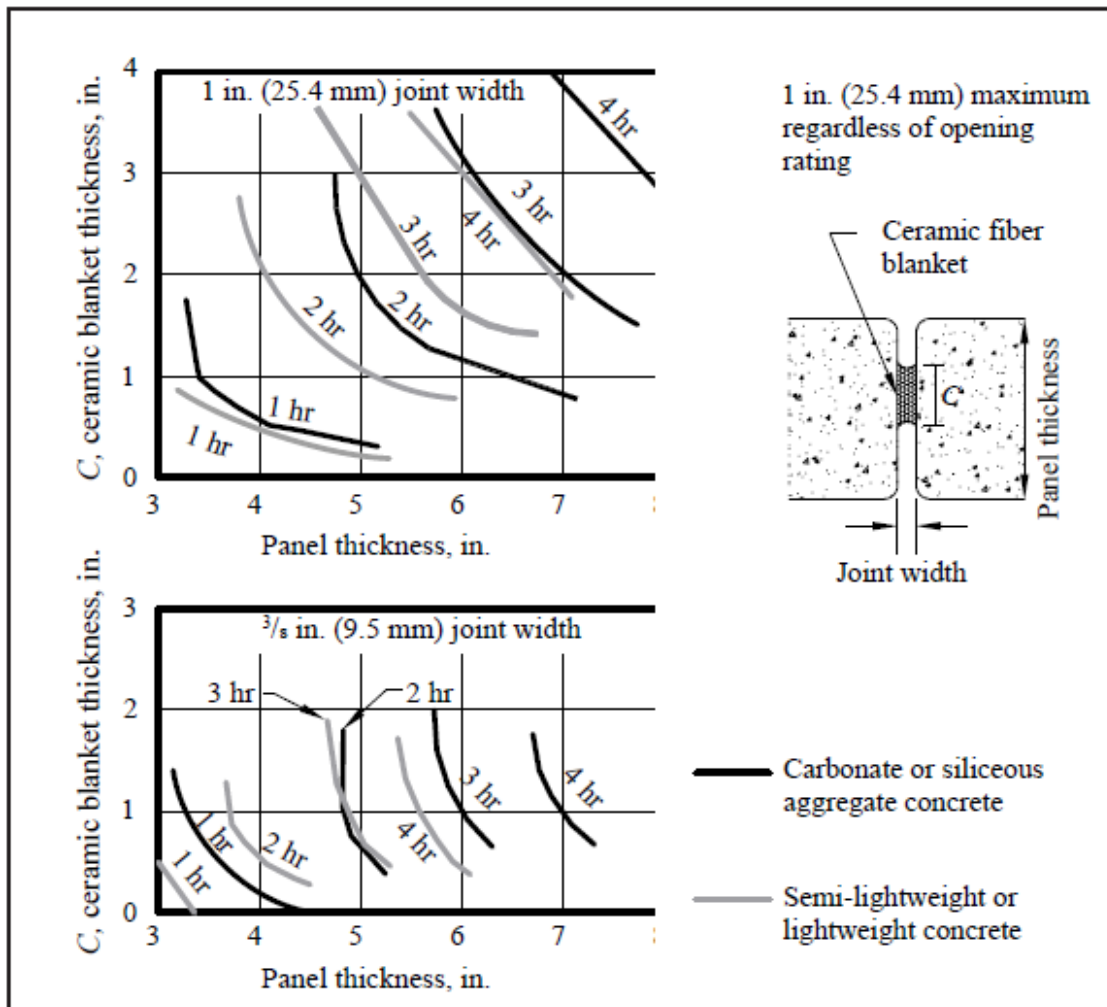 C, ceramic blanket thickness, in.
4
3
2
1
0
1 in. (25.4 mm) joint width
4 hr
3 hr
4 hr
3 hr
2 hr
2 hr
1 hr
1 hr
3 4 5 6 7
Panel thickness, in.
1 in. (25.4 mm) maximum
regardless of opening
rating
Ceramic fiber
blanket
C
Panel thickness
Joint width
C, ceramic blanket thickness, in.
3
2
1
0
3/8 in. (9.5 mm) joint width
3 hr
2 hr
1 hr
1 hr
2 hr
4 hr
3 hr
4 hr
3 4 5 6 7
Panel thickness, in.
Carbonate or siliceous
aggregate concrete
Semi-lightweight or
lightweight concrete